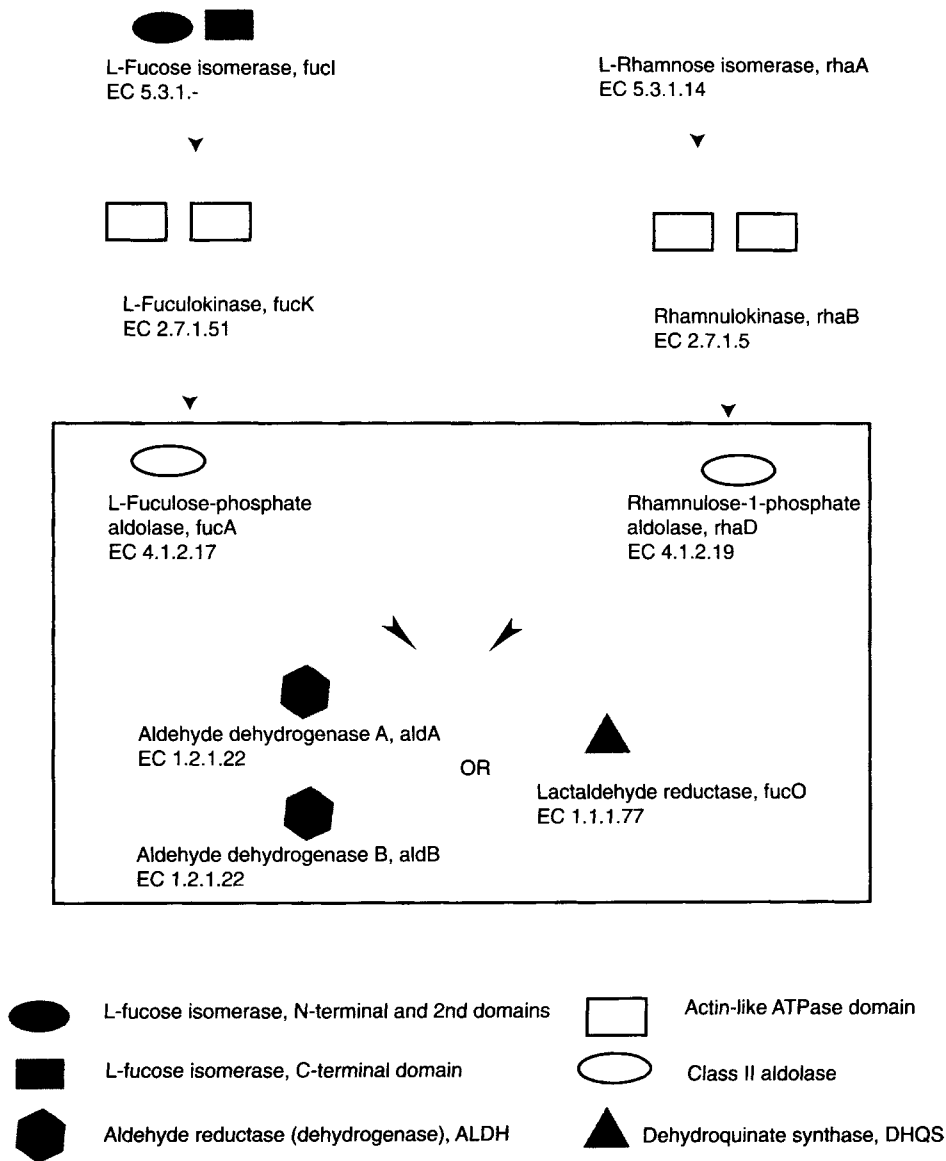 L-Fucose isomerase, fucI
EC 5.3.1.-
L-Rhamnose isomerase, rhaA
EC 5.3.1.14
L-Fuculokinase, fucK
EC 2.7.1.51
Rhamnulokinase, rhaB
EC 2.7.1.5
L-Fuculose-phosphate
aldolase, fucA
EC 4.1.2.17
Rhamnulose-1-phosphate
aldolase, rhaD
EC 4.1.2.19
Aldehyde dehydrogenase A, aldA
EC 1.2.1.22
OR
Lactaldehyde reductase, fucO
EC 1.1.1.77
Aldehyde dehydrogenase B, aldB
EC 1.2.1.22
L-fucose isomerase, N-terminal and 2nd domains
Actin-like ATPase domain
L-fucose isomerase, C-terminal domain
Class II aldolase
Aldehyde reductase (dehydrogenase), ALDH
Dehydroquinate synthase, DHQS